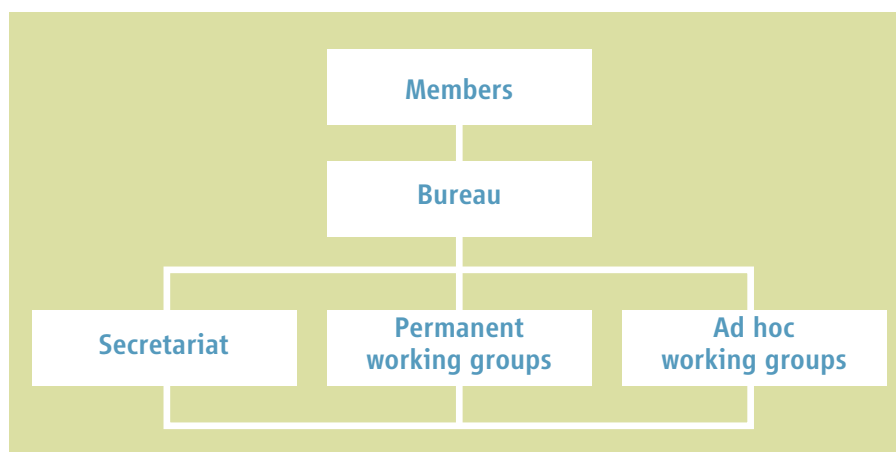 Members
Bureau
Secretariat
Permanent
working groups
Ad hoc
working groups